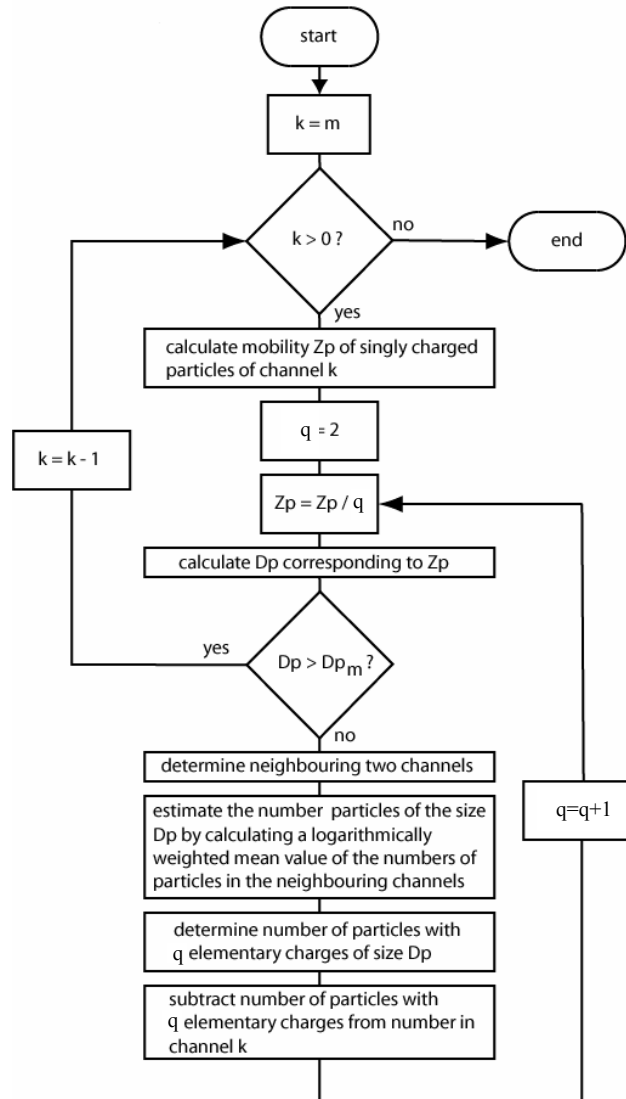 start
k = m
k > 0 ?
no
end
yes
calculate mobility Zp of singly charged
particles of channel k
q = 2
k = k - 1
Zp = Zp / q
calculate Dp corresponding to Zp
yes
Dp > Dpm ?
no
determine neighbouring two channels
q=q+1
estimate the number particles of the size
Dp by calculating a logarithmically
weighted mean value of the numbers of
particles in the neighbouring channels
determine number of particles with
q elementary charges of size Dp
subtract number of particles with
q elementary charges from number in
channel k